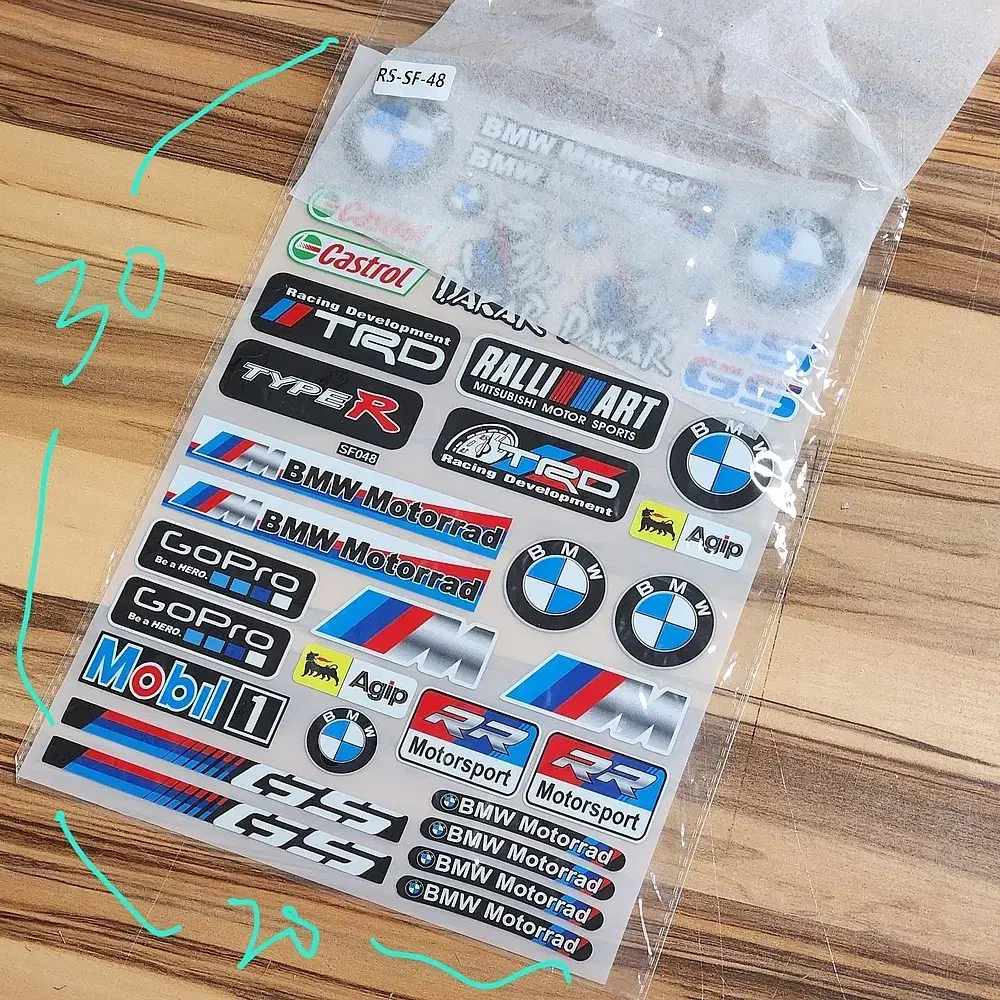 RS-SF-48
BMW Motorrad
BMW
Castrol
Castrol
DAKAR
DAKAR
GS
GS
Racing Development
TRD
RALLI ART
MITSUBISHI MOTOR SPORTS
TYPE R
SF048
TRD
Racing Development
BMW
Agip
M BMW Motorrad
M BMW Motorrad
GoPro
Be a HERO.
GoPro
Be a HERO.
BMW
BMW
M
M
Mobil 1
Agip
BMW
RR
Motorsport
RR
Motorsport
GS
GS
BMW Motorrad
BMW Motorrad
BMW Motorrad
BMW Motorrad
30
20